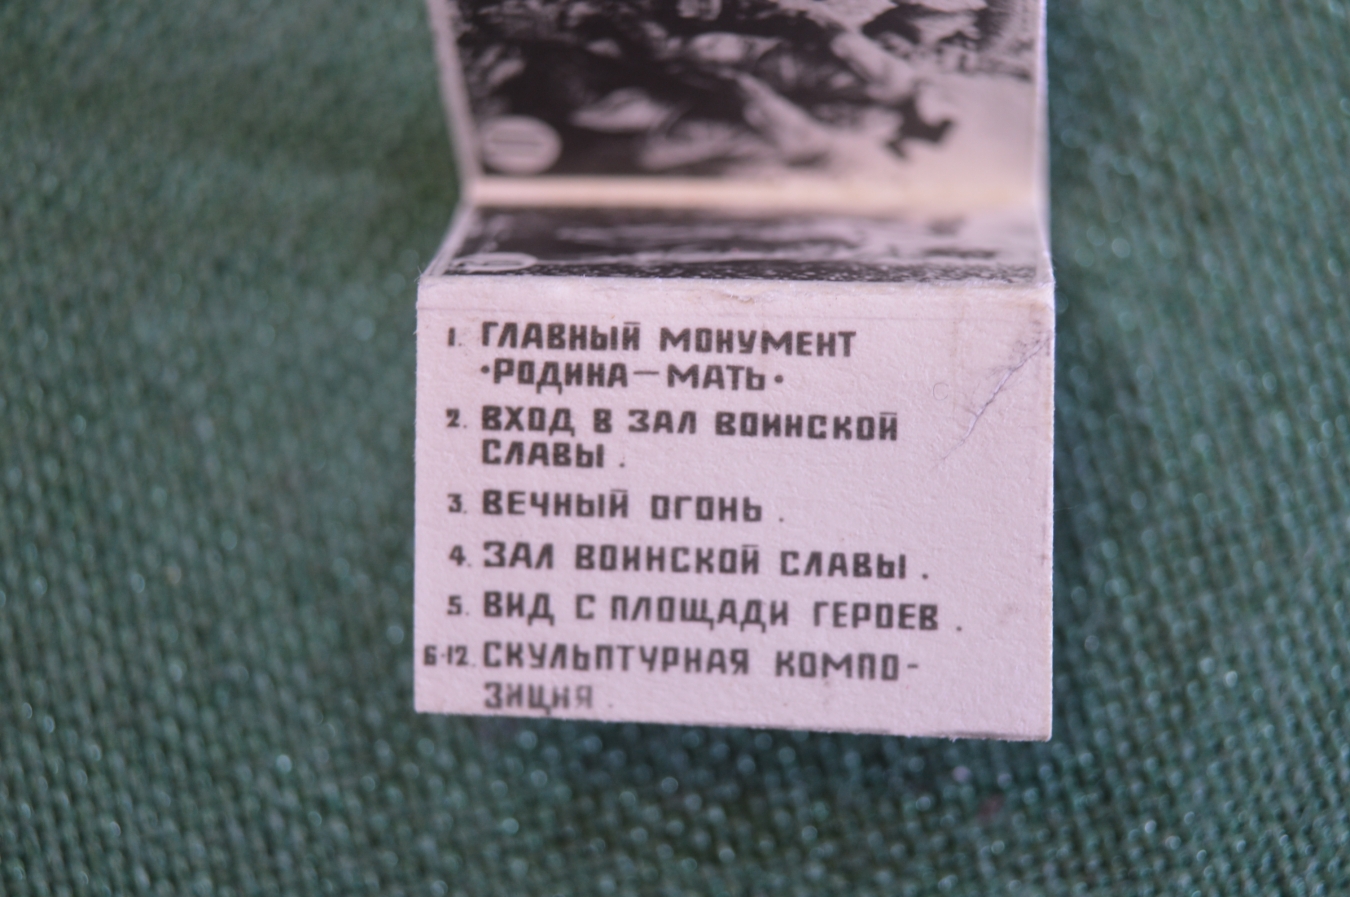 1. ГЛАВНЫЙ МОНУМЕНТ
•РОДИНА—МАТЬ•
2. ВХОД В ЗАЛ ВОИНСКОЙ
СЛАВЫ.
3. ВЕЧНЫЙ ОГОНЬ.
4. ЗАЛ ВОИНСКОЙ СЛАВЫ.
5. ВИД С ПЛОЩАДИ ГЕРОЕВ.
6-12. СКУЛЬПТУРНАЯ КОМПО-
ЗИЦИЯ.